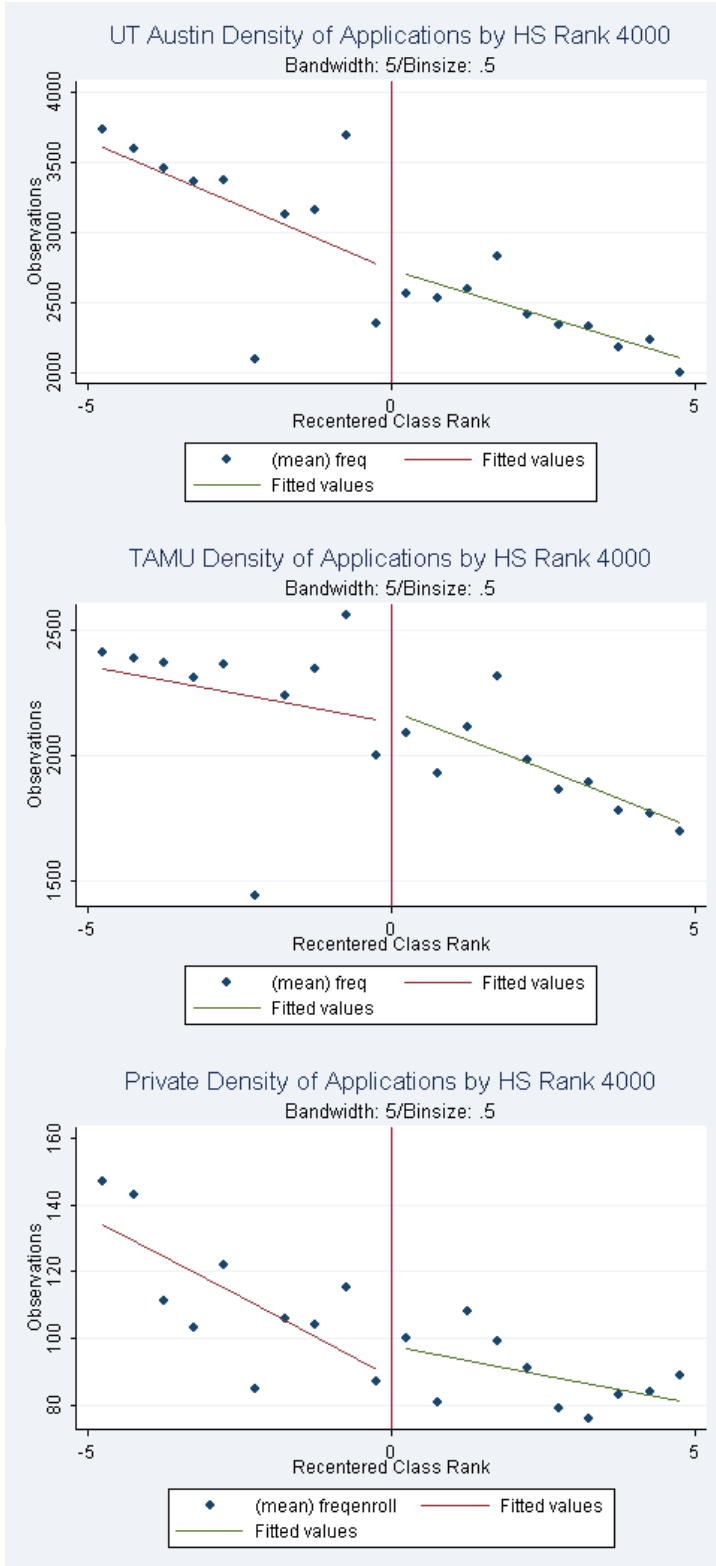 UT Austin Density of Applications by HS Rank 4000
Bandwidth: 5/Binsize: .5
4000
3500
3000
2500
2000
Observations
-5 0 5
Recentered Class Rank
(mean) freq Fitted values
Fitted values
TAMU Density of Applications by HS Rank 4000
Bandwidth: 5/Binsize: .5
2500
2000
1500
Observations
-5 0 5
Recentered Class Rank
(mean) freq Fitted values
Fitted values
Private Density of Applications by HS Rank 4000
Bandwidth: 5/Binsize: .5
160
140
120
100
80
Observations
-5 0 5
Recentered Class Rank
(mean) freqenroll Fitted values
Fitted values